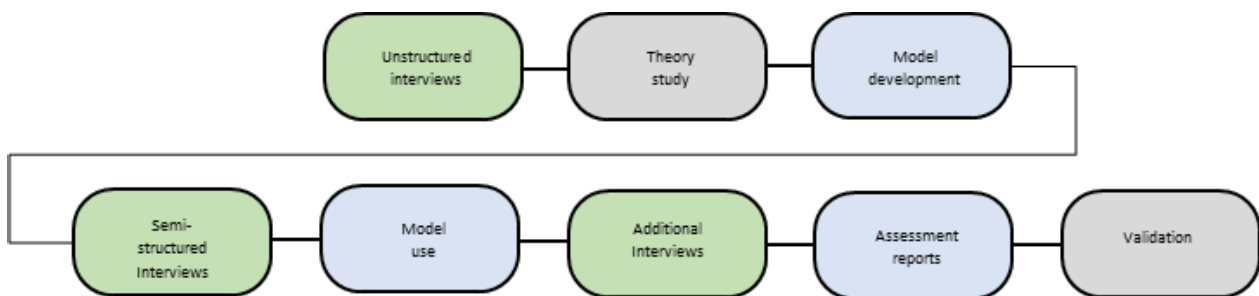 Unstructured
interviews
Theory
study
Model
development
Semi-
structured
Interviews
Model
use
Additional
Interviews
Assessment
reports
Validation